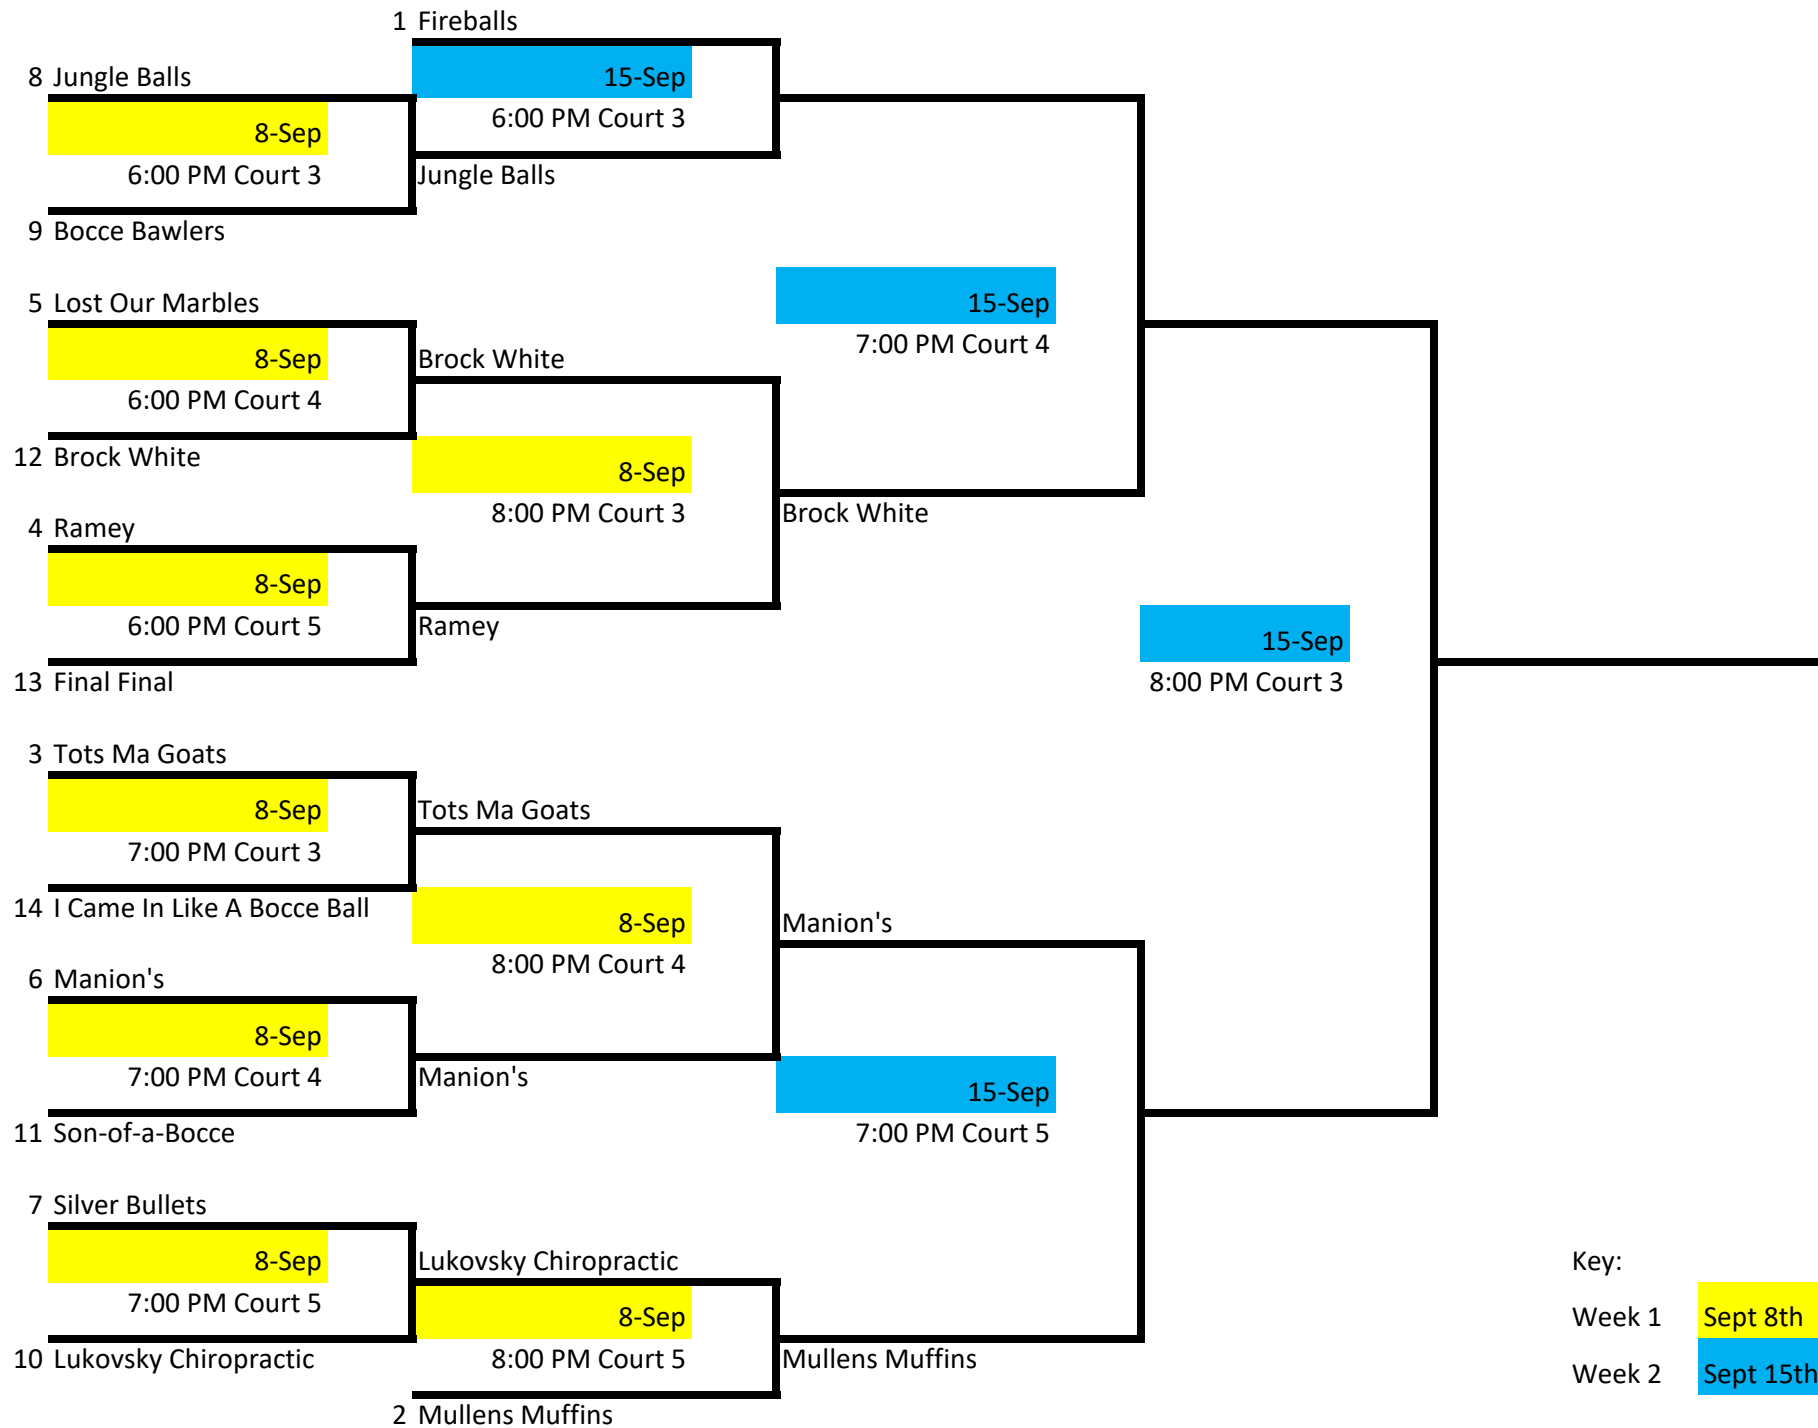 1 Fireballs
8 Jungle Balls
15-Sep
6:00 PM Court 3
8-Sep
6:00 PM Court 3
Jungle Balls
9 Bocce Bawlers
5 Lost Our Marbles
15-Sep
7:00 PM Court 4
8-Sep
6:00 PM Court 4
Brock White
12 Brock White
8-Sep
8:00 PM Court 3
Brock White
4 Ramey
8-Sep
6:00 PM Court 5
Ramey
15-Sep
8:00 PM Court 3
13 Final Final
3 Tots Ma Goats
8-Sep
7:00 PM Court 3
Tots Ma Goats
14 I Came In Like A Bocce Ball
8-Sep
8:00 PM Court 4
Manion's
6 Manion's
8-Sep
7:00 PM Court 4
Manion's
15-Sep
7:00 PM Court 5
11 Son-of-a-Bocce
7 Silver Bullets
8-Sep
7:00 PM Court 5
Lukovsky Chiropractic
8-Sep
8:00 PM Court 5
10 Lukovsky Chiropractic
Mullens Muffins
2 Mullens Muffins
Key:
Week 1 Sept 8th
Week 2 Sept 15th